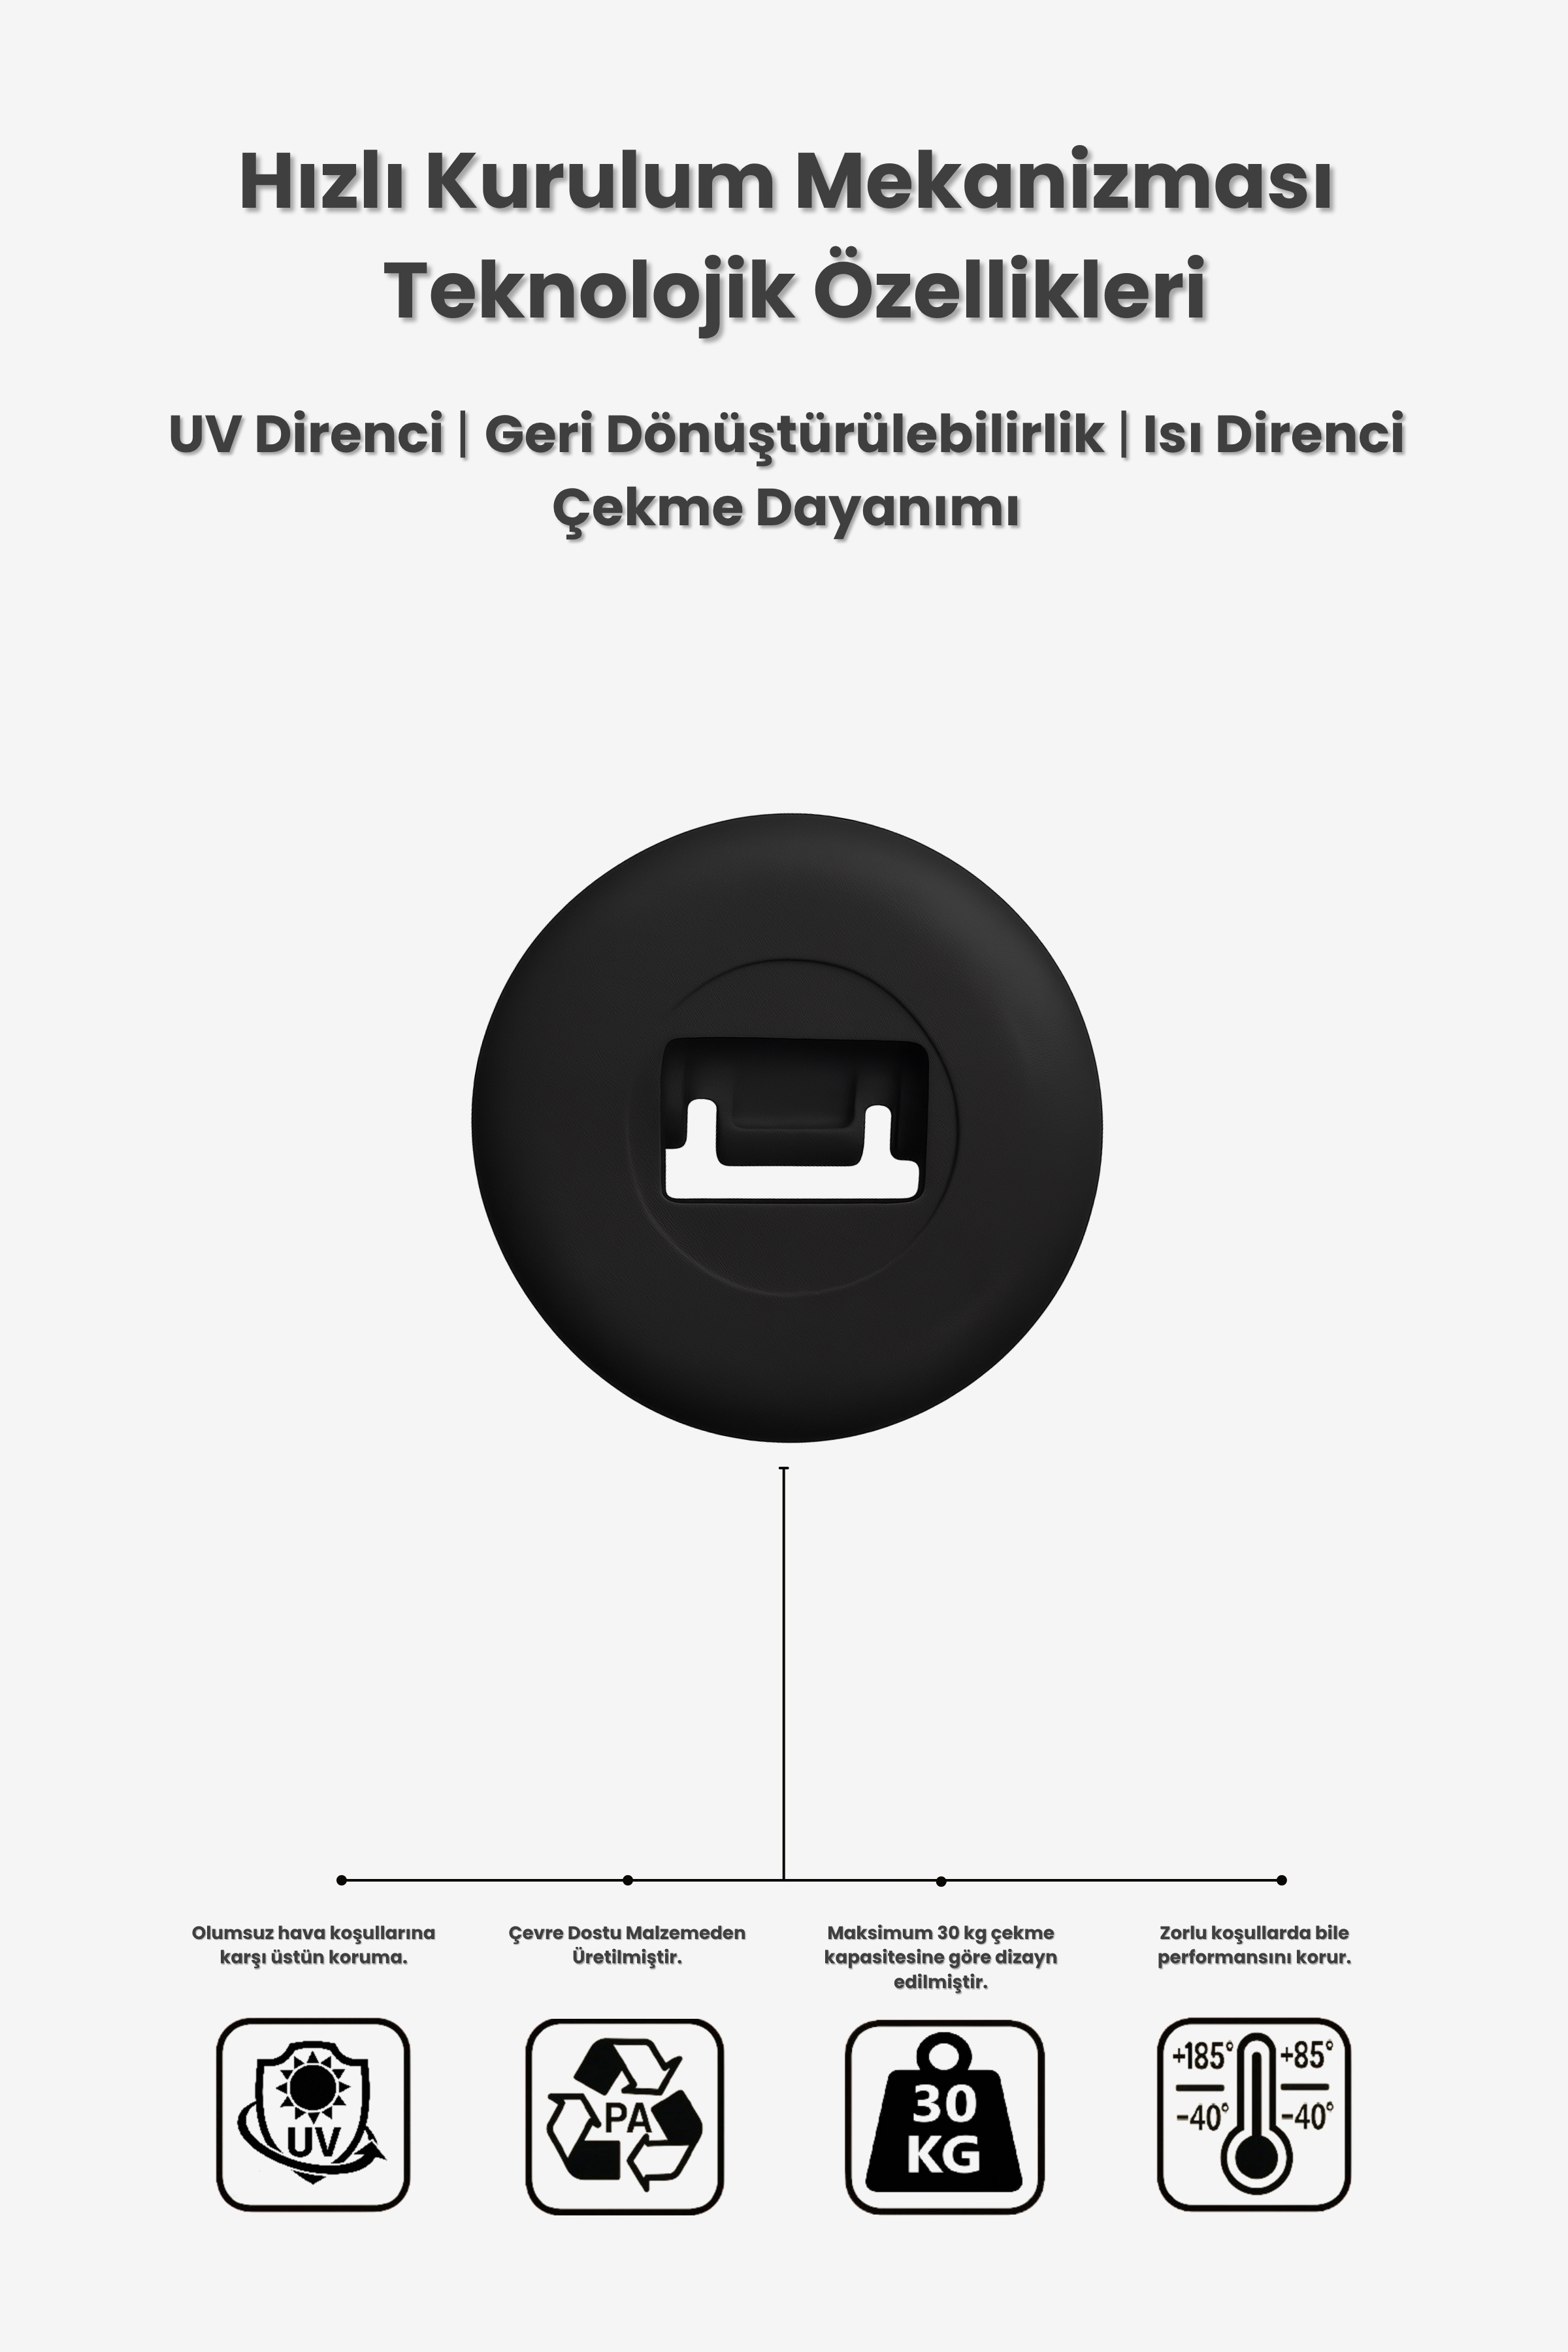 Hızlı Kurulum Mekanizması
Teknolojik Özellikleri
UV Direnci | Geri Dönüştürülebilirlik | Isı Direnci
Çekme Dayanımı
Olumsuz hava koşullarına
karşı üstün koruma.
Çevre Dostu Malzemeden
Üretilmiştir.
Maksimum 30 kg çekme
kapasitesine göre dizayn
edilmiştir.
Zorlu koşullarda bile
performansını korur.
UV
PA
30
KG
+185° +85°
-40° -40°